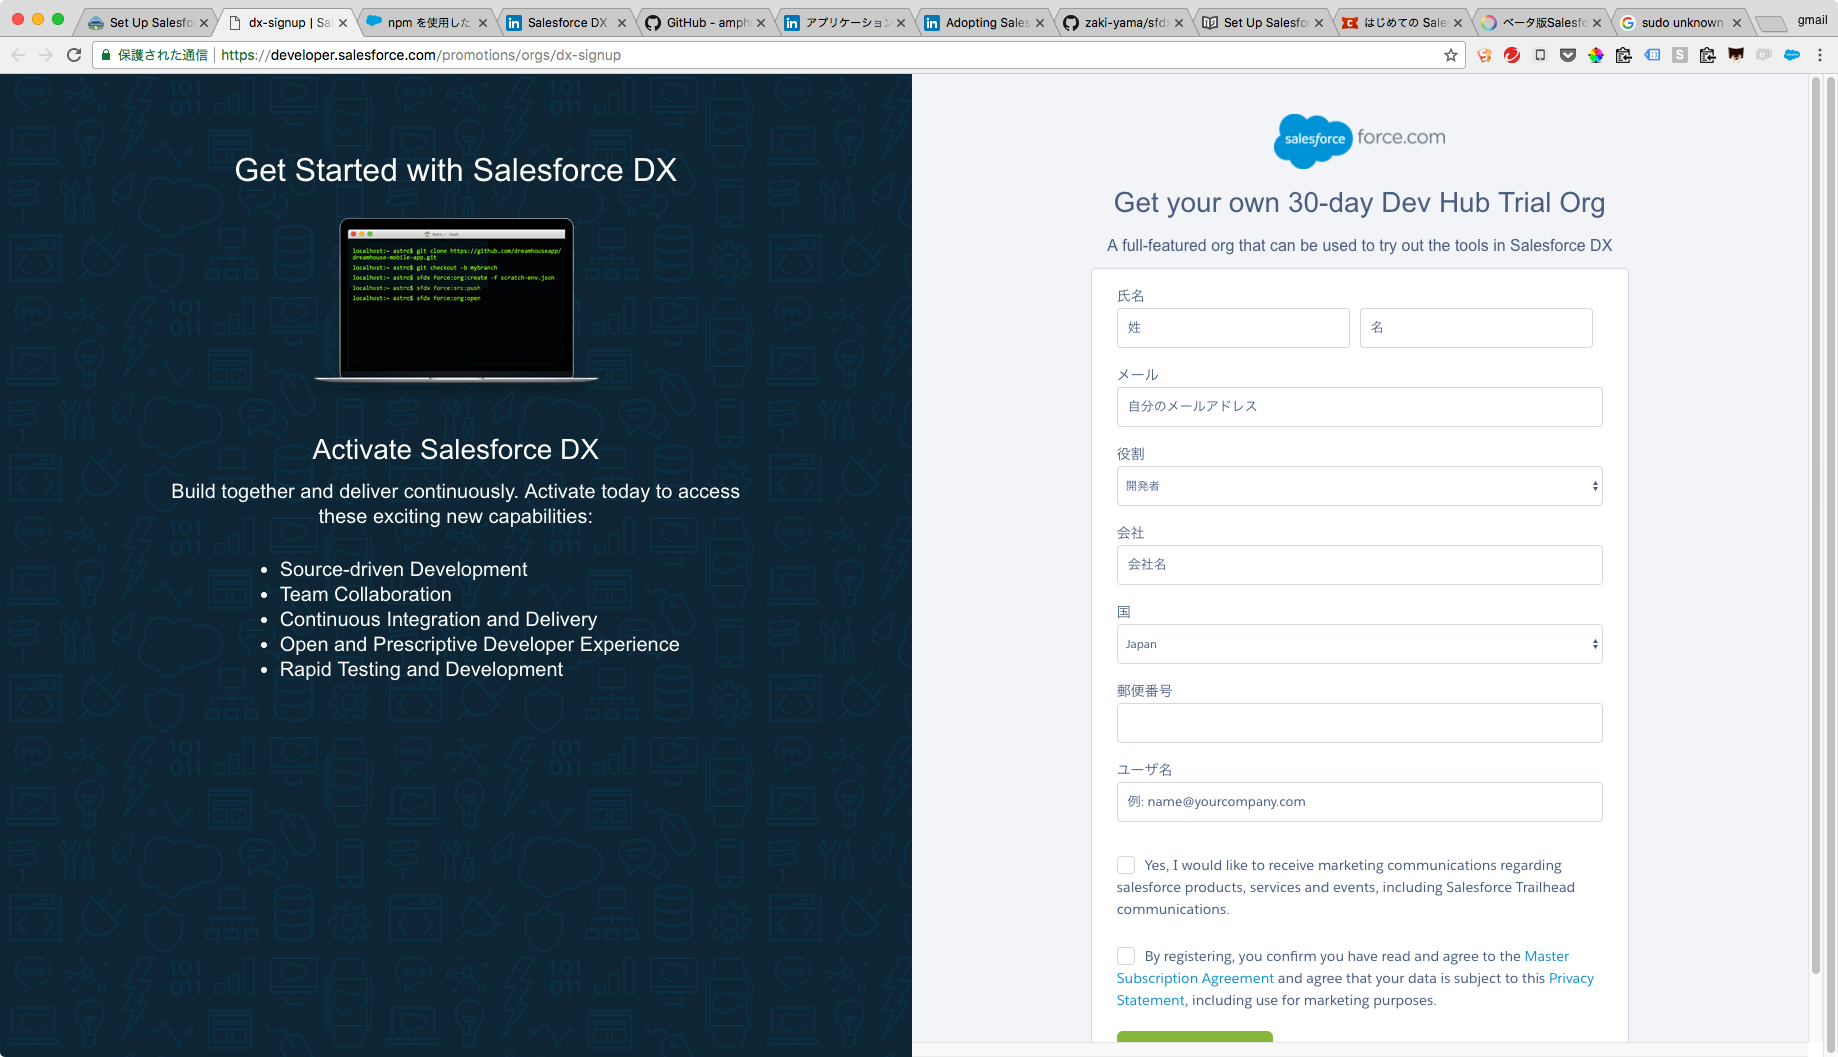 Set Up Salesfo
dx-signup | Sal
npm を使用した
Salesforce DX
GitHub - amph
アプリケーション
Adopting Sales
zaki-yama/sfdx
Set Up Salesfo
はじめての Sale
ベータ版Salesfo
sudo unknown
gmail
保護された通信 https://developer.salesforce.com/promotions/orgs/dx-signup
Get Started with Salesforce DX
localhost:~ astro$ git clone https://github.com/dreamhouseapp/
dreamhouse-mobile-app.git
localhost:~ astro$ git checkout -b mybranch
localhost:~ astro$ sfdx force:org:create -f scratch-env.json
localhost:~ astro$ sfdx force:src:push
localhost:~ astro$ sfdx force:org:open
Activate Salesforce DX
Build together and deliver continuously. Activate today to access
these exciting new capabilities:
• Source-driven Development
• Team Collaboration
• Continuous Integration and Delivery
• Open and Prescriptive Developer Experience
• Rapid Testing and Development
salesforce force.com
Get your own 30-day Dev Hub Trial Org
A full-featured org that can be used to try out the tools in Salesforce DX
氏名
姓 名
メール
自分のメールアドレス
役割
開発者
会社
会社名
国
Japan
郵便番号
ユーザ名
例: name@yourcompany.com
Yes, I would like to receive marketing communications regarding
salesforce products, services and events, including Salesforce Trailhead
communications.
By registering, you confirm you have read and agree to the Master
Subscription Agreement and agree that your data is subject to this Privacy
Statement, including use for marketing purposes.